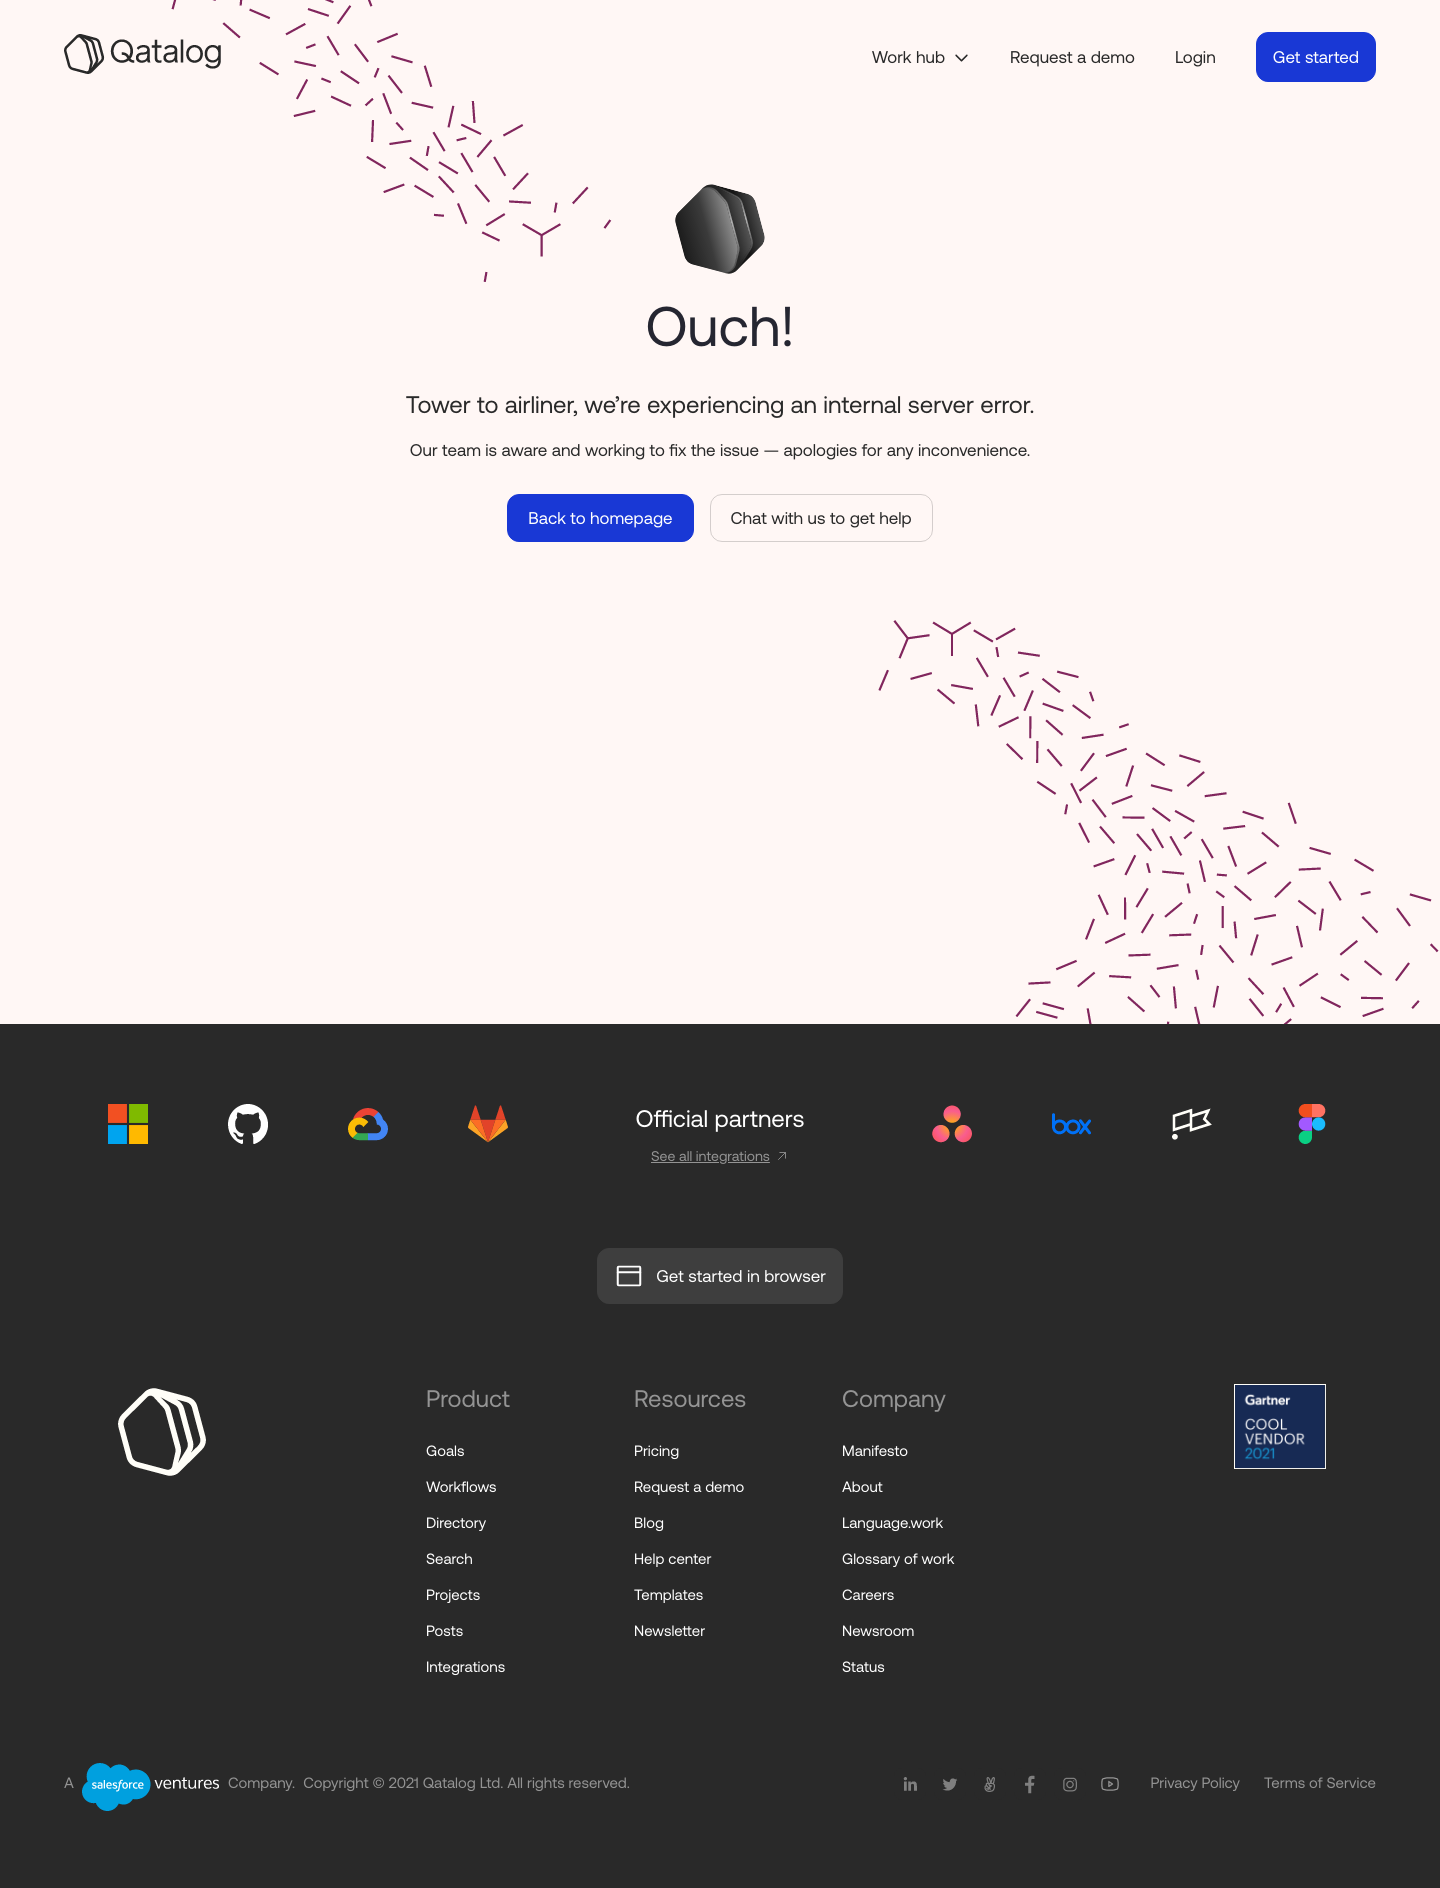 Qatalog
Work hub
Request a demo
Login
Get started
Ouch!
Tower to airliner, we’re experiencing an internal server error.
Our team is aware and working to fix the issue — apologies for any inconvenience.
Back to homepage
Chat with us to get help
Official partners
See all integrations
box
Get started in browser
Product
Goals
Workflows
Directory
Search
Projects
Posts
Integrations
Resources
Pricing
Request a demo
Blog
Help center
Templates
Newsletter
Company
Manifesto
About
Language.work
Glossary of work
Careers
Newsroom
Status
Gartner
COOL
VENDOR
2021
A salesforce ventures Company. Copyright © 2021 Qatalog Ltd. All rights reserved.
Privacy Policy
Terms of Service